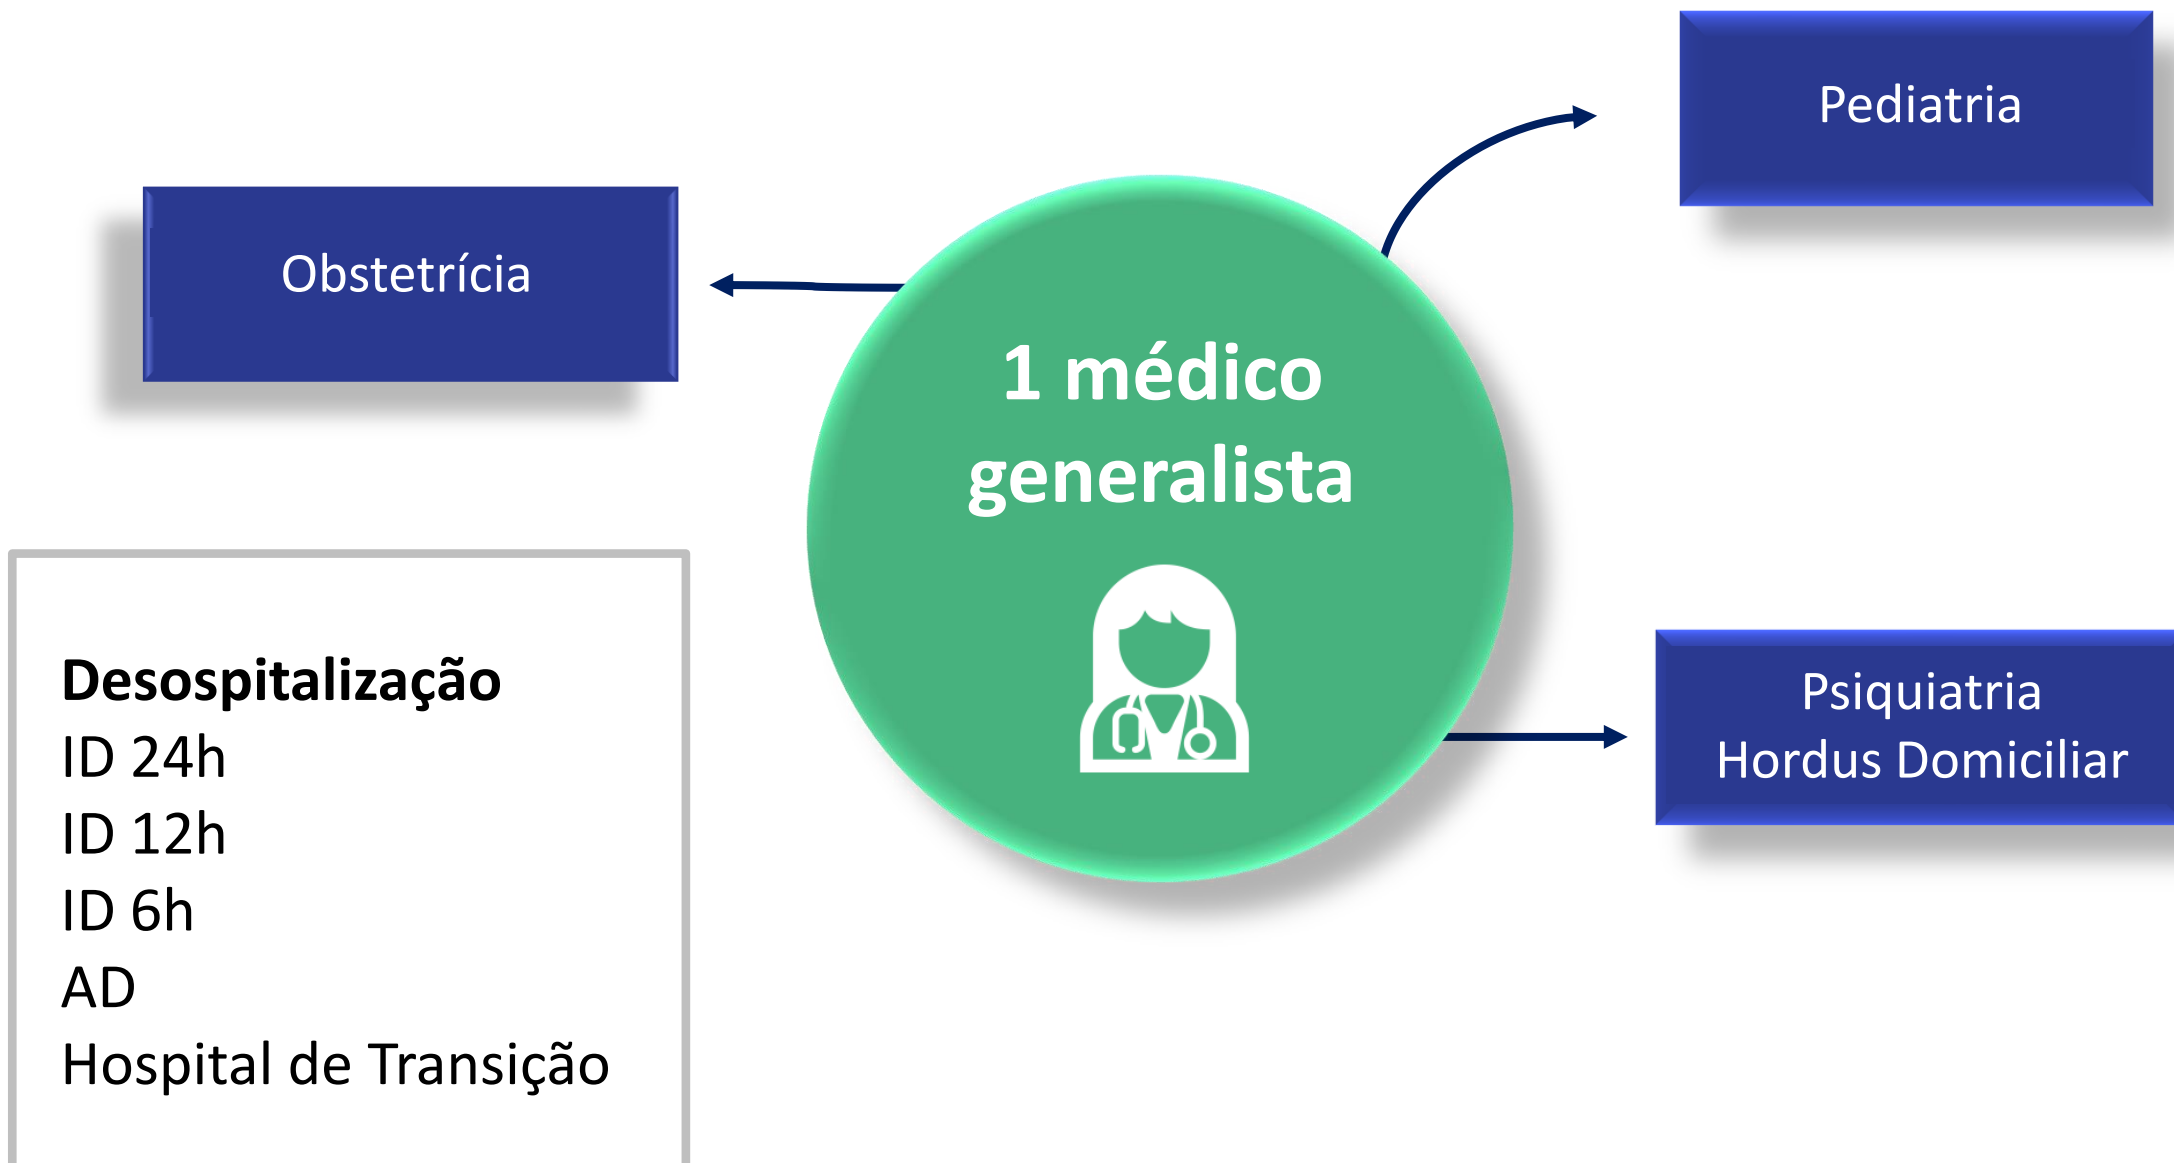 Pediatria
Obstetrícia
1 médico
generalista
Psiquiatria
Hordus Domiciliar
Desospitalização
ID 24h
ID 12h
ID 6h
AD
Hospital de Transição